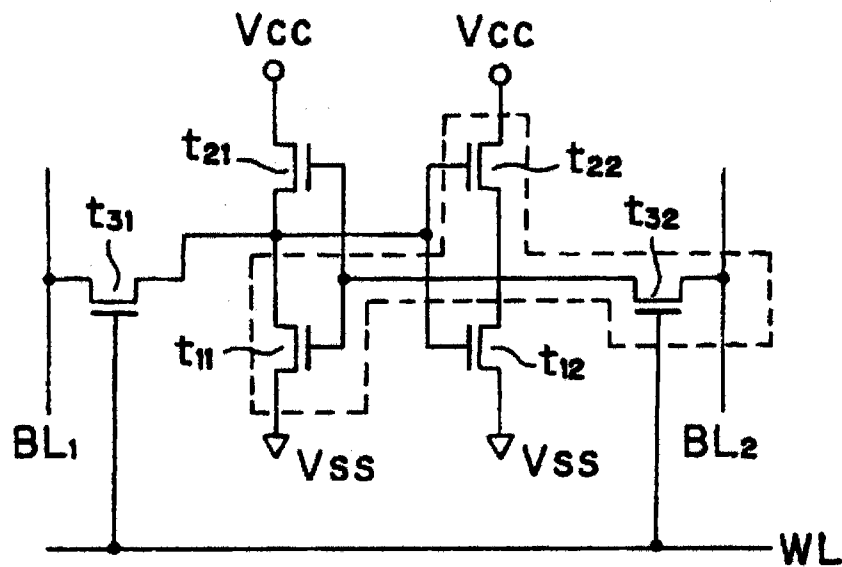 Vcc Vcc
t21 t22
t31 t32
t11 t12
BL1 BL2
Vss Vss
WL